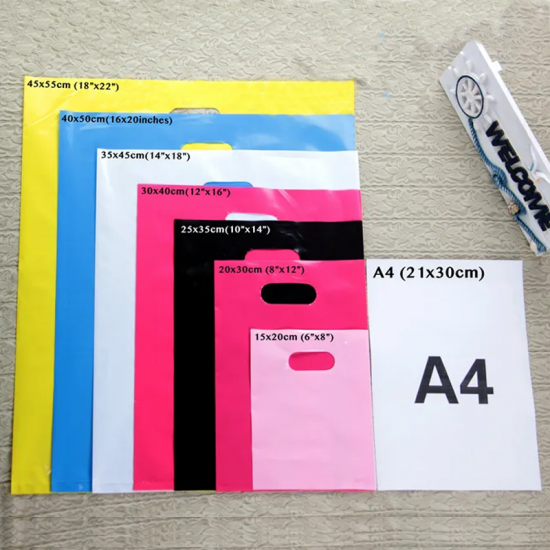 45x55cm (18"x22")
40x50cm(16x20inches)
35x45cm(14"x18")
30x40cm(12"x16")
25x35cm(10"x14")
20x30cm (8"x12")
15x20cm (6"x8")
A4 (21x30cm)
A4
WELCOME